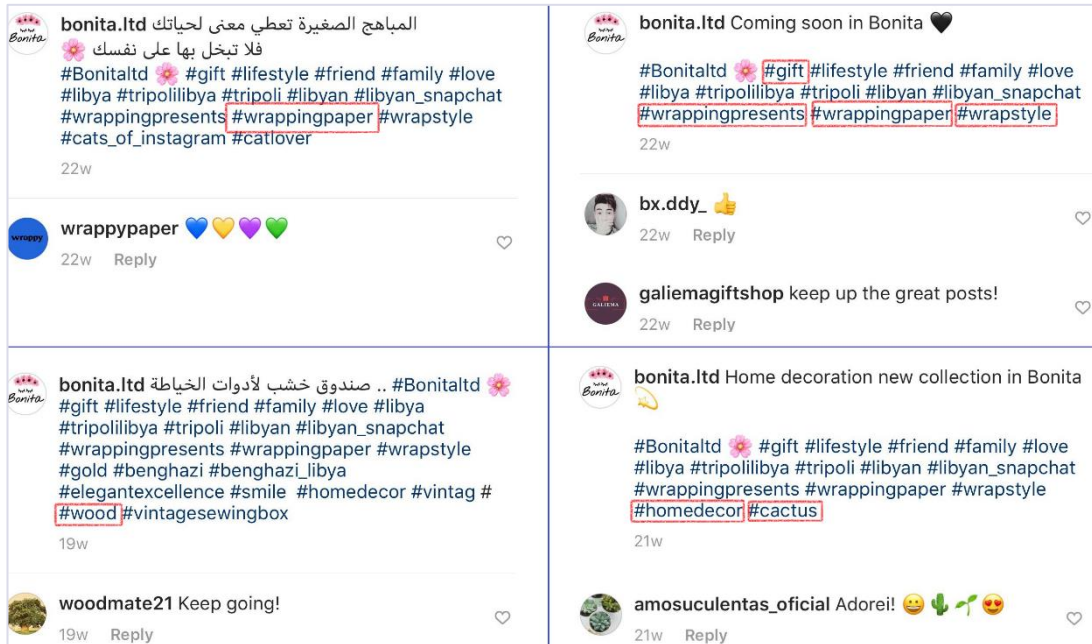 bonita.ltd المباهج الصغيرة تعطي معنى لحياتك
فلا تبخل بها على نفسك 🌸
#Bonitaltd 🌸 #gift #lifestyle #friend #family #love
#libya #tripolilibya #tripoli #libyan #libyan_snapchat
#wrappingpresents #wrappingpaper #wrapstyle
#cats_of_instagram #catlover
22w
wrappypaper 💙💛💜💚
22w Reply
bonita.ltd Coming soon in Bonita 🖤
#Bonitaltd 🌸 #gift #lifestyle #friend #family #love
#libya #tripolilibya #tripoli #libyan #libyan_snapchat
#wrappingpresents #wrappingpaper #wrapstyle
22w
bx.ddy_ 👍
22w Reply
galiemagiftshop keep up the great posts!
22w Reply
bonita.ltd صندوق خشب لأدوات الخياطة .. #Bonitaltd 🌸
#gift #lifestyle #friend #family #love #libya
#tripolilibya #tripoli #libyan #libyan_snapchat
#wrappingpresents #wrappingpaper #wrapstyle
#gold #benghazi #benghazi_libya
#elegantexcellence #smile #homedecor #vintag #
#wood #vintagesewingbox
19w
woodmate21 Keep going!
19w Reply
bonita.ltd Home decoration new collection in Bonita
💫
#Bonitaltd 🌸 #gift #lifestyle #friend #family #love
#libya #tripolilibya #tripoli #libyan #libyan_snapchat
#wrappingpresents #wrappingpaper #wrapstyle
#homedecor #cactus
21w
amosuculentas_oficial Adorei! 😀🌵🌱😍
21w Reply
Bonita
wrappy
Bonita
GALIEMA
Bonita
Bonita